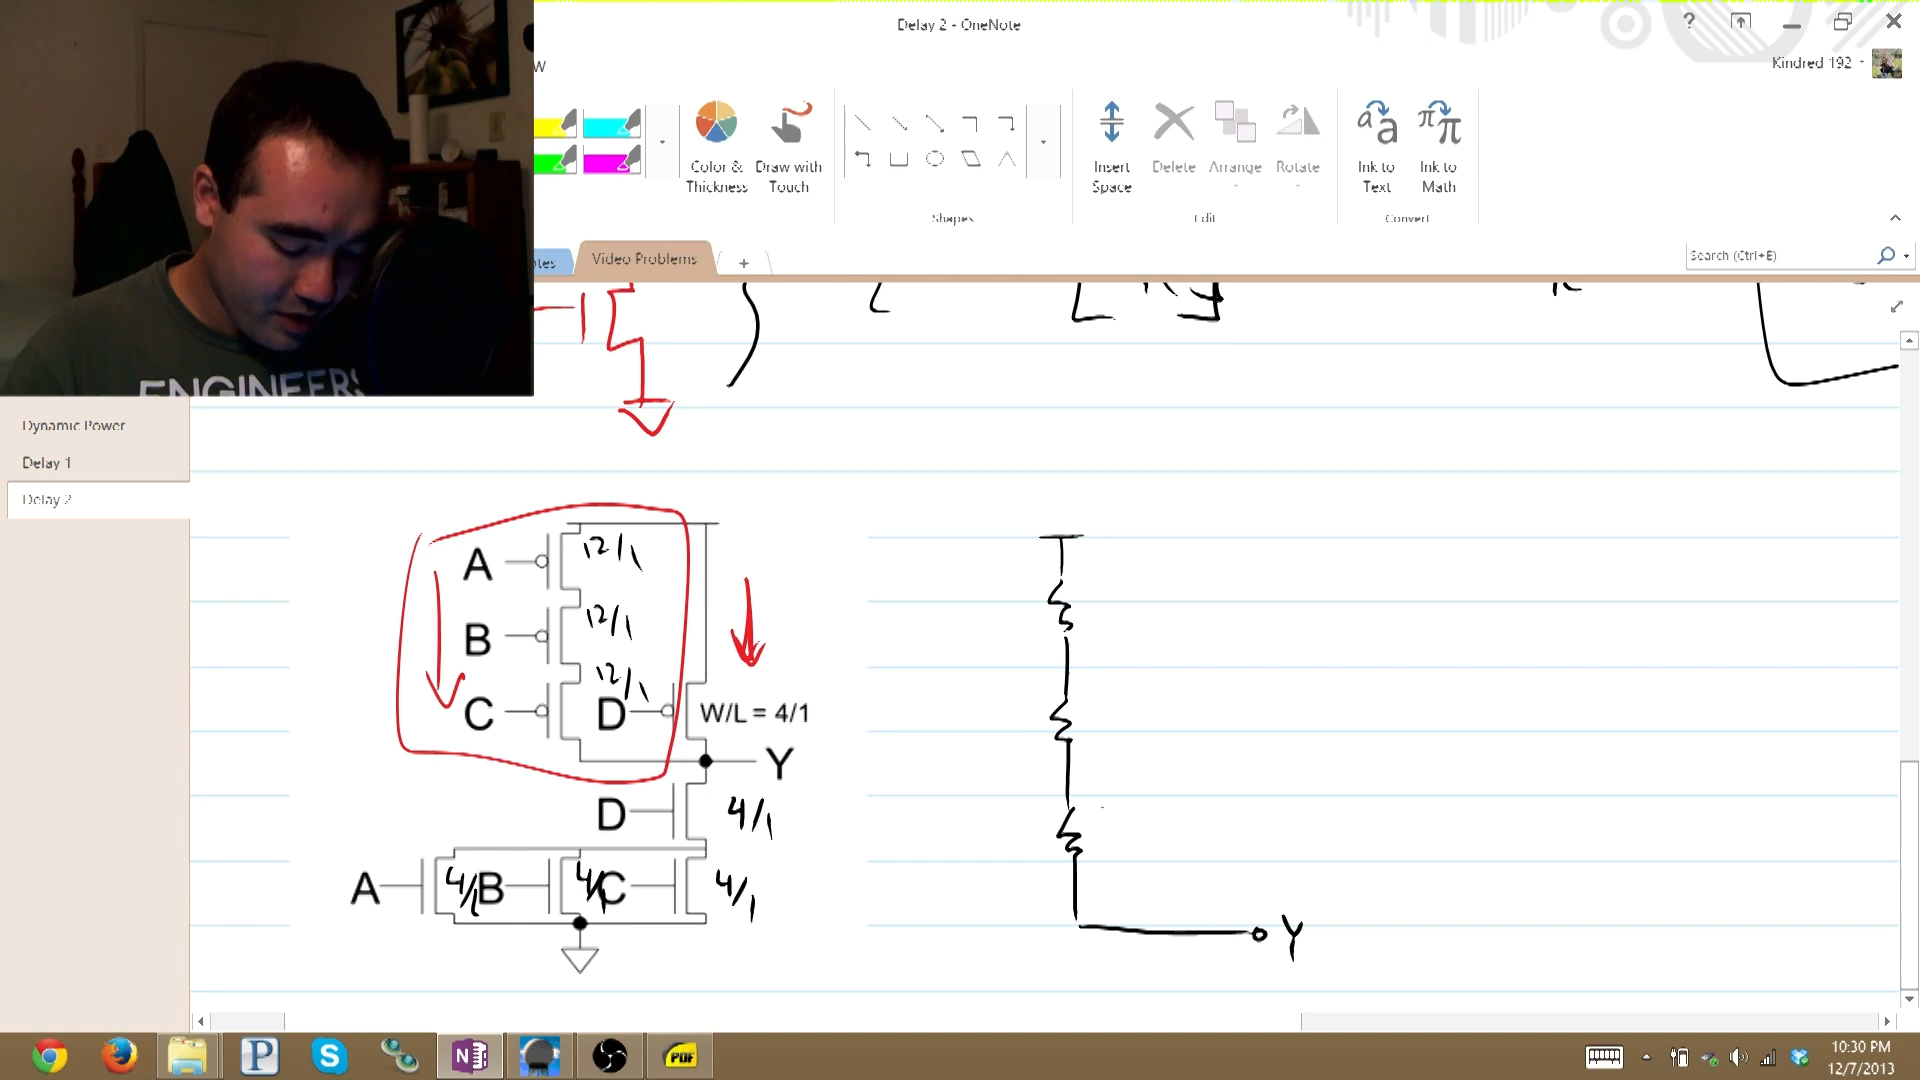 Delay 2 - OneNote
?
W
Kindred 192
Color & Thickness
Draw with Touch
Insert Space
Delete
Arrange
Rotate
Ink to Text
Ink to Math
Shapes
Edit
Convert
Video Problems
+
Search (Ctrl+E)
ENGINEERS
Dynamic Power
Delay 1
Delay 2
A
12/1
B
12/1
12/1
C
D
W/L = 4/1
Y
D
4/1
A
4/1
B
4/1
C
4/1
Y
PDF
10:30 PM
12/7/2013